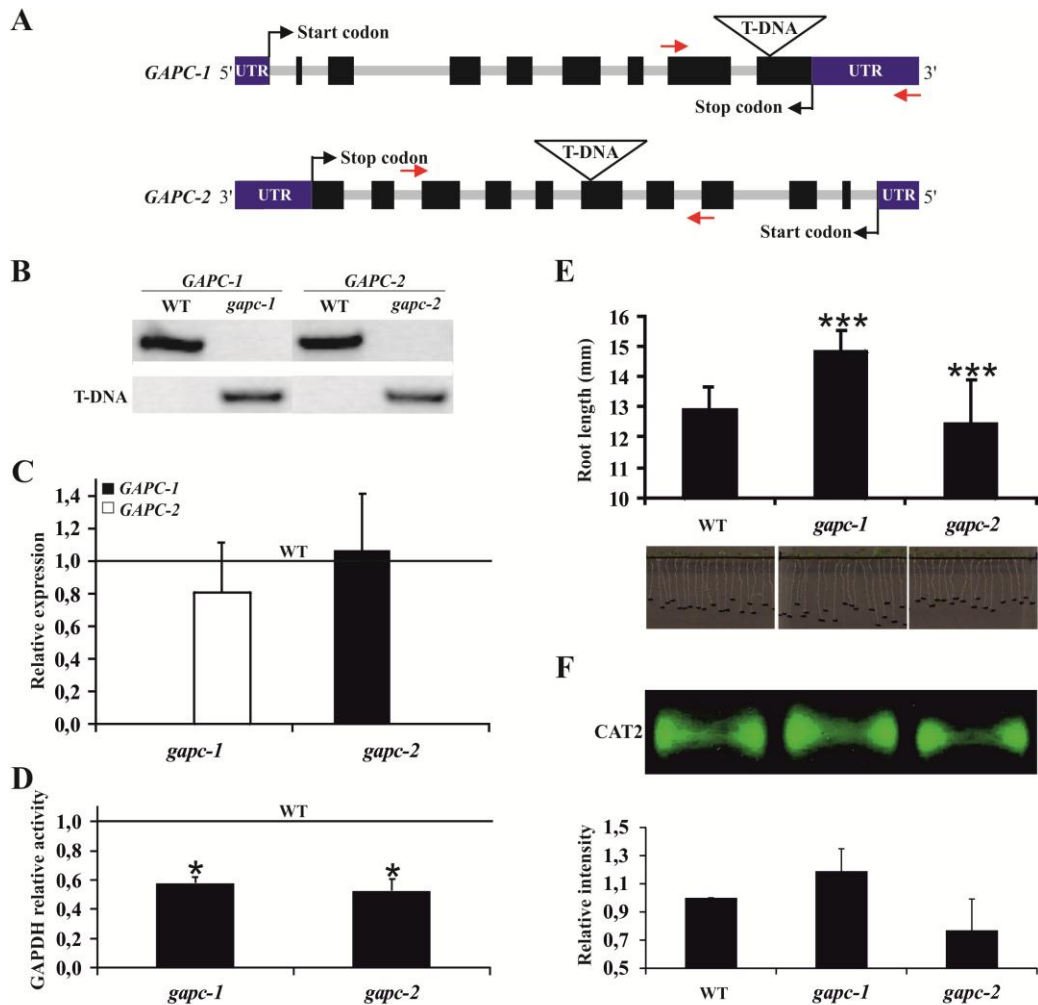 A
T-DNA
Start codon
GAPC-1 5' UTR UTR 3'
Stop codon
T-DNA
Stop codon
GAPC-2 3' UTR UTR 5'
Start codon
B
GAPC-1 GAPC-2
WT gapc-1 WT gapc-2
T-DNA
C
Relative expression
1,4
1,2
1,0
0,8
0,6
0,4
0,2
0,0
GAPC-1
GAPC-2
WT
gapc-1 gapc-2
D
GAPDH relative activity
1,0
0,8
0,6
0,4
0,2
0,0
WT
* *
gapc-1 gapc-2
E
Root length (mm)
16
15
14
13
12
11
10
*** ***
WT gapc-1 gapc-2
F
CAT2
Relative intensity
1,5
1,3
1,1
0,9
0,7
0,5
WT gapc-1 gapc-2